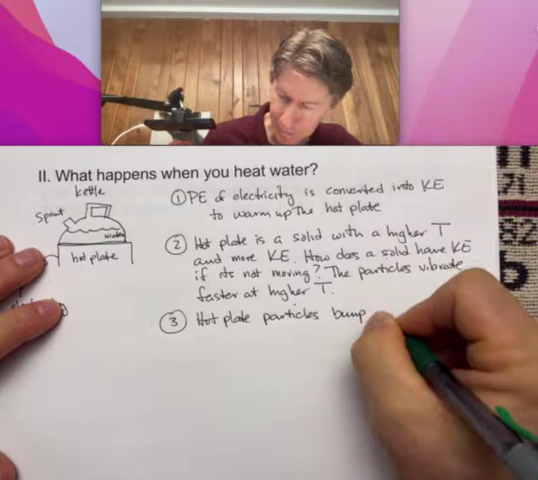 II. What happens when you heat water?
kettle
spout
water
hot plate
① PE of electricity is converted into KE
to warm up the hot plate
② Hot plate is a solid with a higher T
and more KE. How does a solid have KE
if its not moving? The particles vibrate
faster at higher T.
③ Hot plate particles bump
71
82